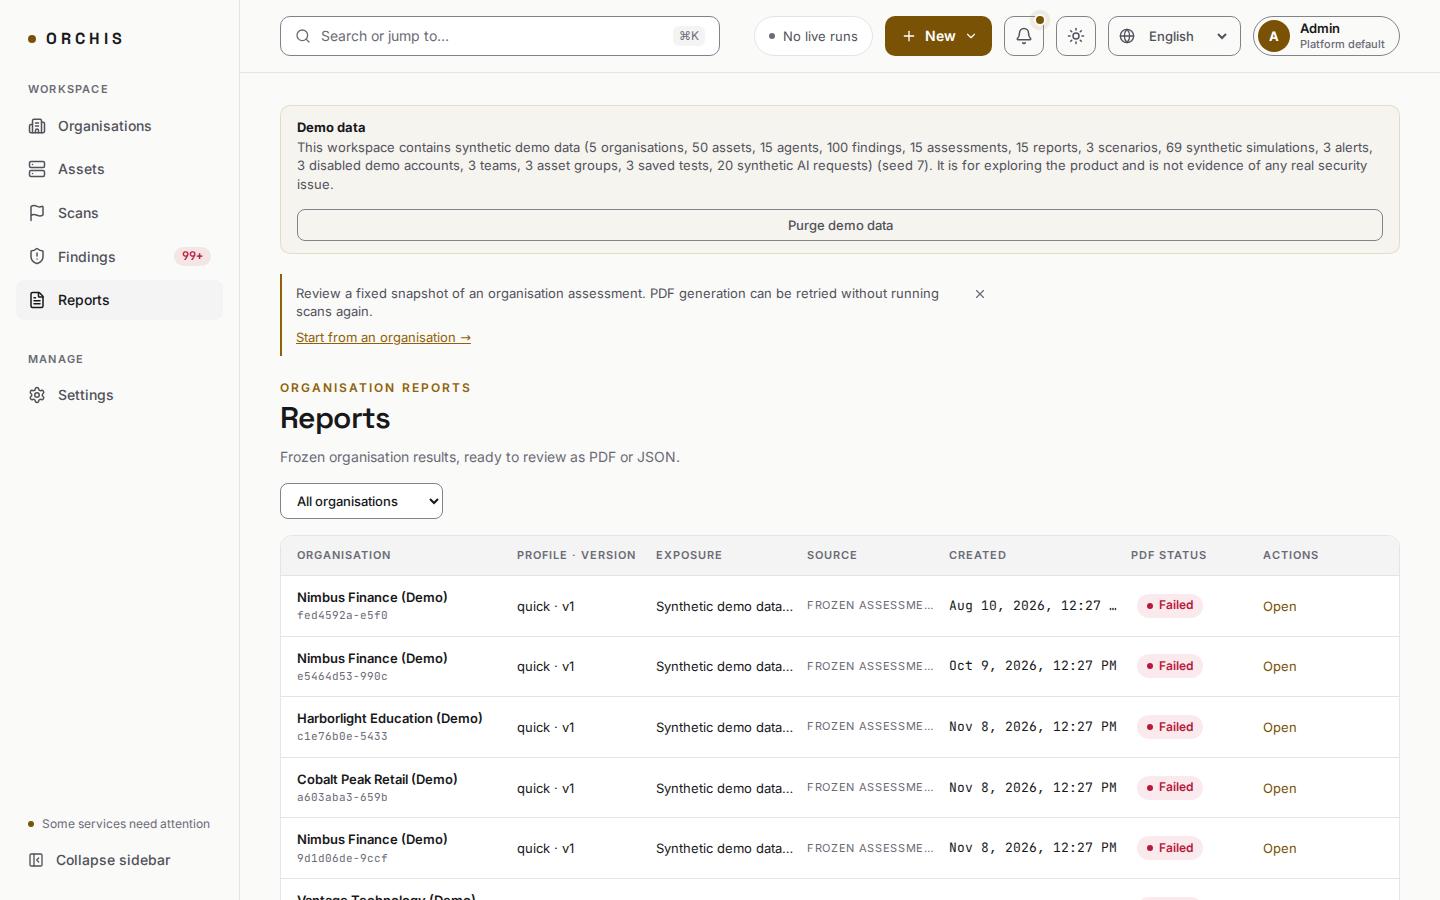 ORCHIS
Search or jump to...
⌘K
No live runs
New
English
A
Admin
Platform default
WORKSPACE
Organisations
Assets
Scans
Findings
99+
Reports
MANAGE
Settings
Some services need attention
Collapse sidebar
Demo data
This workspace contains synthetic demo data (5 organisations, 50 assets, 15 agents, 100 findings, 15 assessments, 15 reports, 3 scenarios, 69 synthetic simulations, 3 alerts,
3 disabled demo accounts, 3 teams, 3 asset groups, 3 saved tests, 20 synthetic AI requests) (seed 7). It is for exploring the product and is not evidence of any real security
issue.
Purge demo data
Review a fixed snapshot of an organisation assessment. PDF generation can be retried without running
scans again.
Start from an organisation →
ORGANISATION REPORTS
Reports
Frozen organisation results, ready to review as PDF or JSON.
All organisations
ORGANISATION PROFILE · VERSION EXPOSURE SOURCE CREATED PDF STATUS ACTIONS
Nimbus Finance (Demo)
fed4592a-e5f0
quick · v1 Synthetic demo data… FROZEN ASSESSME… Aug 10, 2026, 12:27 … Failed Open
Nimbus Finance (Demo)
e5464d53-990c
quick · v1 Synthetic demo data… FROZEN ASSESSME… Oct 9, 2026, 12:27 PM Failed Open
Harborlight Education (Demo)
c1e76b0e-5433
quick · v1 Synthetic demo data… FROZEN ASSESSME… Nov 8, 2026, 12:27 PM Failed Open
Cobalt Peak Retail (Demo)
a603aba3-659b
quick · v1 Synthetic demo data… FROZEN ASSESSME… Nov 8, 2026, 12:27 PM Failed Open
Nimbus Finance (Demo)
9d1d06de-9ccf
quick · v1 Synthetic demo data… FROZEN ASSESSME… Nov 8, 2026, 12:27 PM Failed Open
Vantage Technology (Demo)